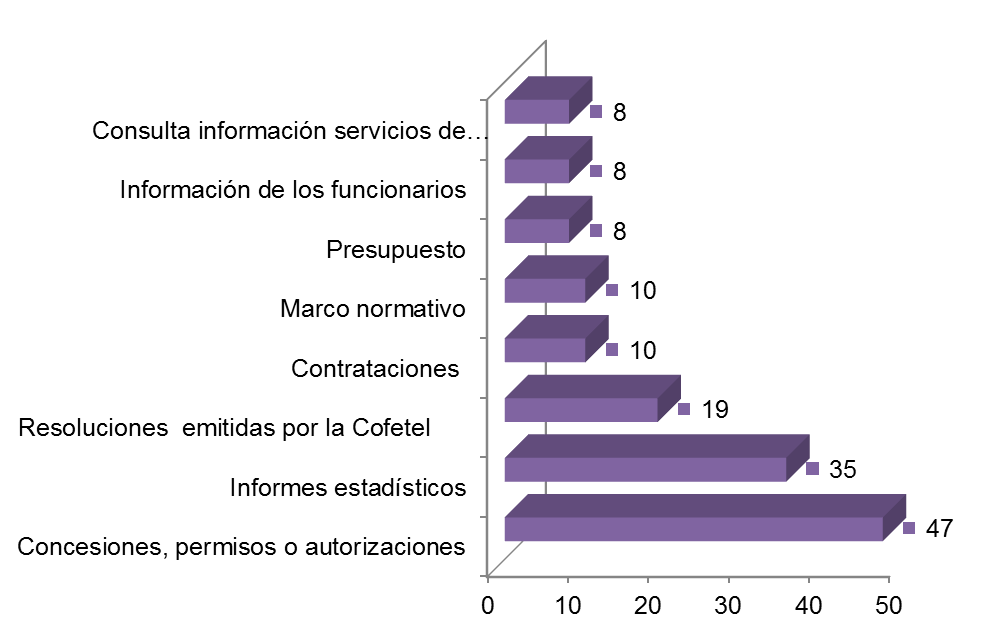 8
Consulta información servicios de…
8
Información de los funcionarios
8
Presupuesto
10
Marco normativo
10
Contrataciones
19
Resoluciones  emitidas por la Cofetel
35
Informes estadísticos
47
Concesiones, permisos o autorizaciones
0 10 20 30 40 50